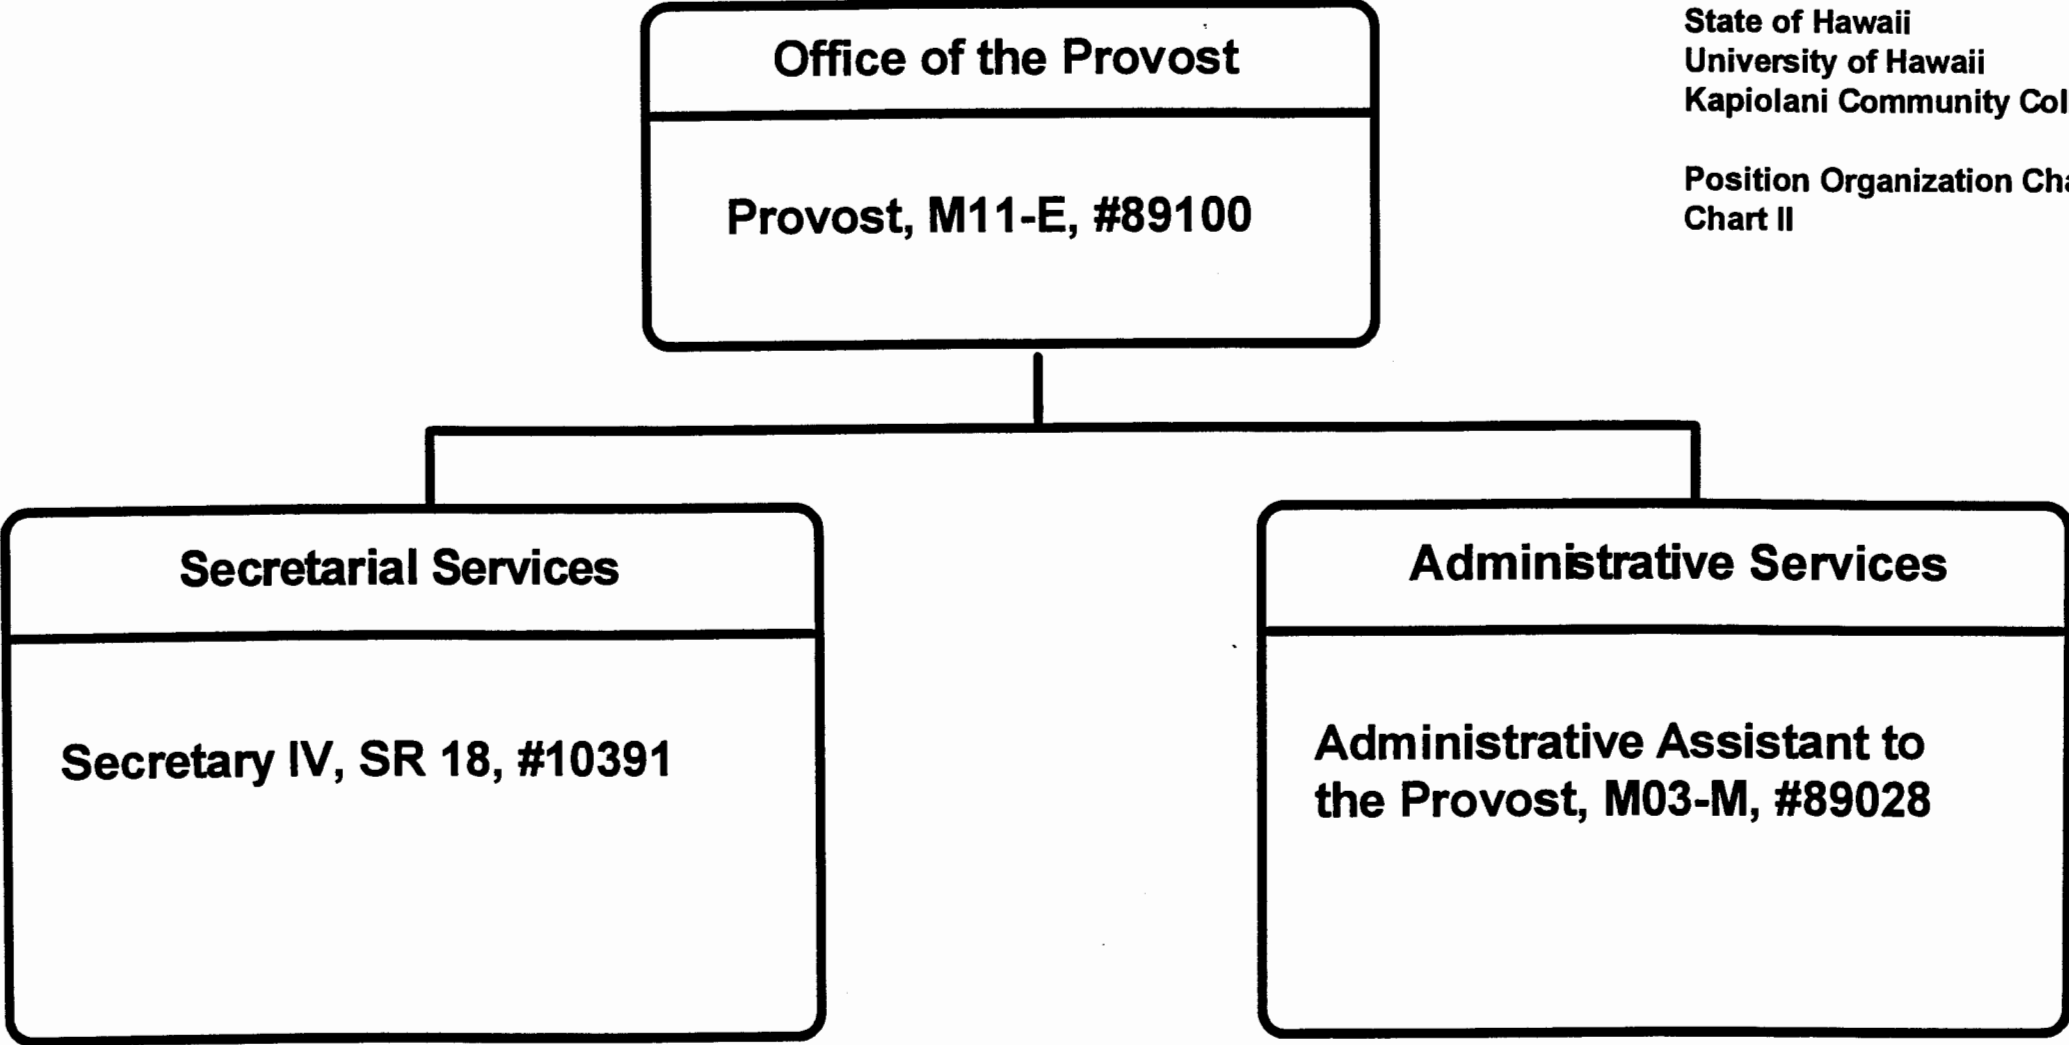 Office of the Provost
Provost, M11-E, #89100
State of Hawaii
University of Hawaii
Kapiolani Community Col
Position Organization Cha
Chart II
Secretarial Services
Secretary IV, SR 18, #10391
Administrative Services
Administrative Assistant to
the Provost, M03-M, #89028